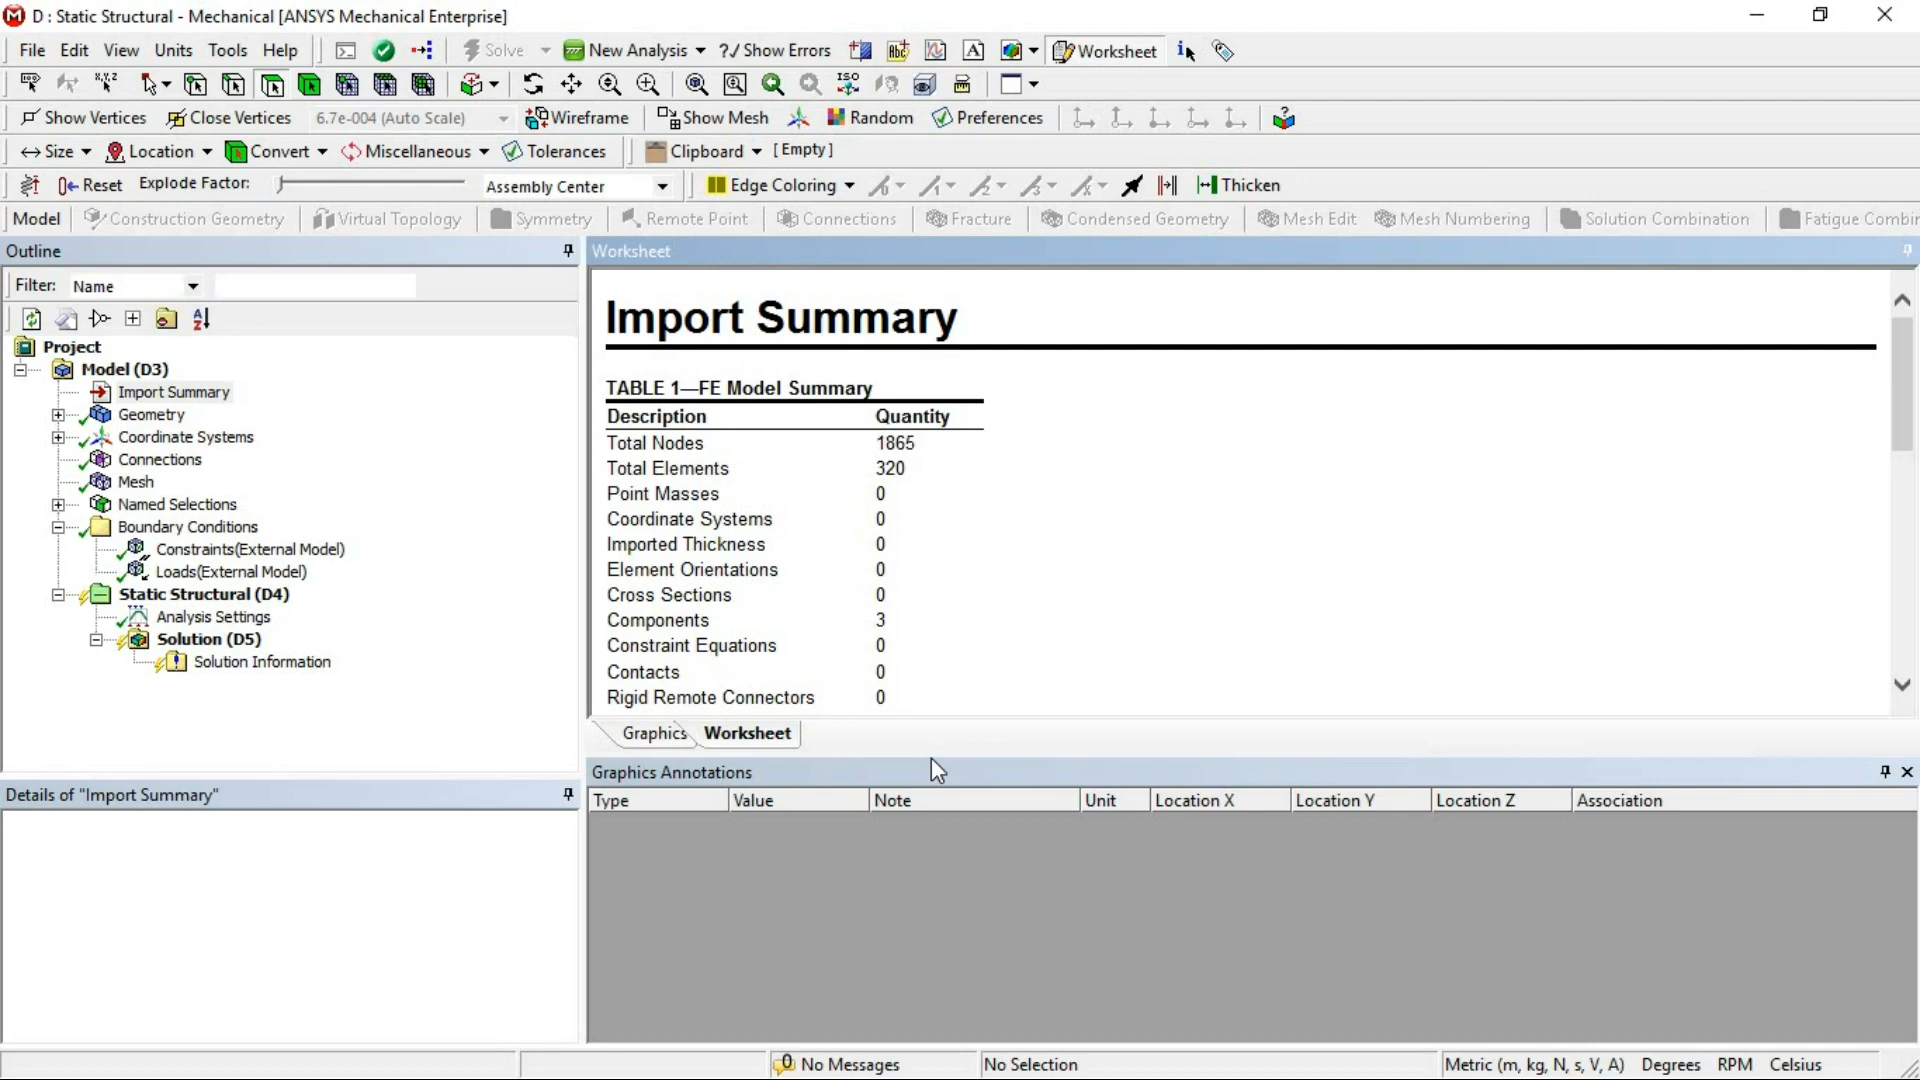 D : Static Structural - Mechanical [ANSYS Mechanical Enterprise]
File Edit View Units Tools Help Solve New Analysis ?/ Show Errors Worksheet
Show Vertices Close Vertices 6.7e-004 (Auto Scale) Wireframe Show Mesh Random Preferences
Size Location Convert Miscellaneous Tolerances Clipboard [ Empty ]
Reset Explode Factor: Assembly Center Edge Coloring Thicken
Model Construction Geometry Virtual Topology Symmetry Remote Point Connections Fracture Condensed Geometry Mesh Edit Mesh Numbering Solution Combination Fatigue Combin
Outline
Filter: Name
Project
Model (D3)
Import Summary
Geometry
Coordinate Systems
Connections
Mesh
Named Selections
Boundary Conditions
Constraints(External Model)
Loads(External Model)
Static Structural (D4)
Analysis Settings
Solution (D5)
Solution Information
Details of "Import Summary"
Worksheet
Import Summary
TABLE 1—FE Model Summary
Description Quantity
Total Nodes 1865
Total Elements 320
Point Masses 0
Coordinate Systems 0
Imported Thickness 0
Element Orientations 0
Cross Sections 0
Components 3
Constraint Equations 0
Contacts 0
Rigid Remote Connectors 0
Graphics Worksheet
Graphics Annotations
Type Value Note Unit Location X Location Y Location Z Association
No Messages No Selection Metric (m, kg, N, s, V, A) Degrees RPM Celsius